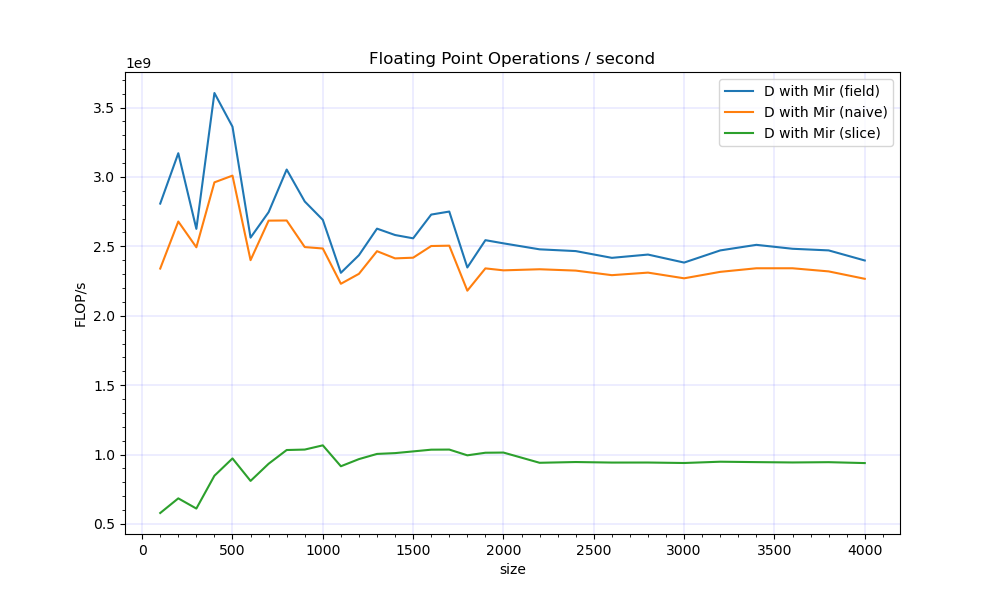 Floating Point Operations / second
1e9
D with Mir (field)
D with Mir (naive)
D with Mir (slice)
3.5
3.0
2.5
2.0
1.5
1.0
0.5
FLOP/s
0 500 1000 1500 2000 2500 3000 3500 4000
size